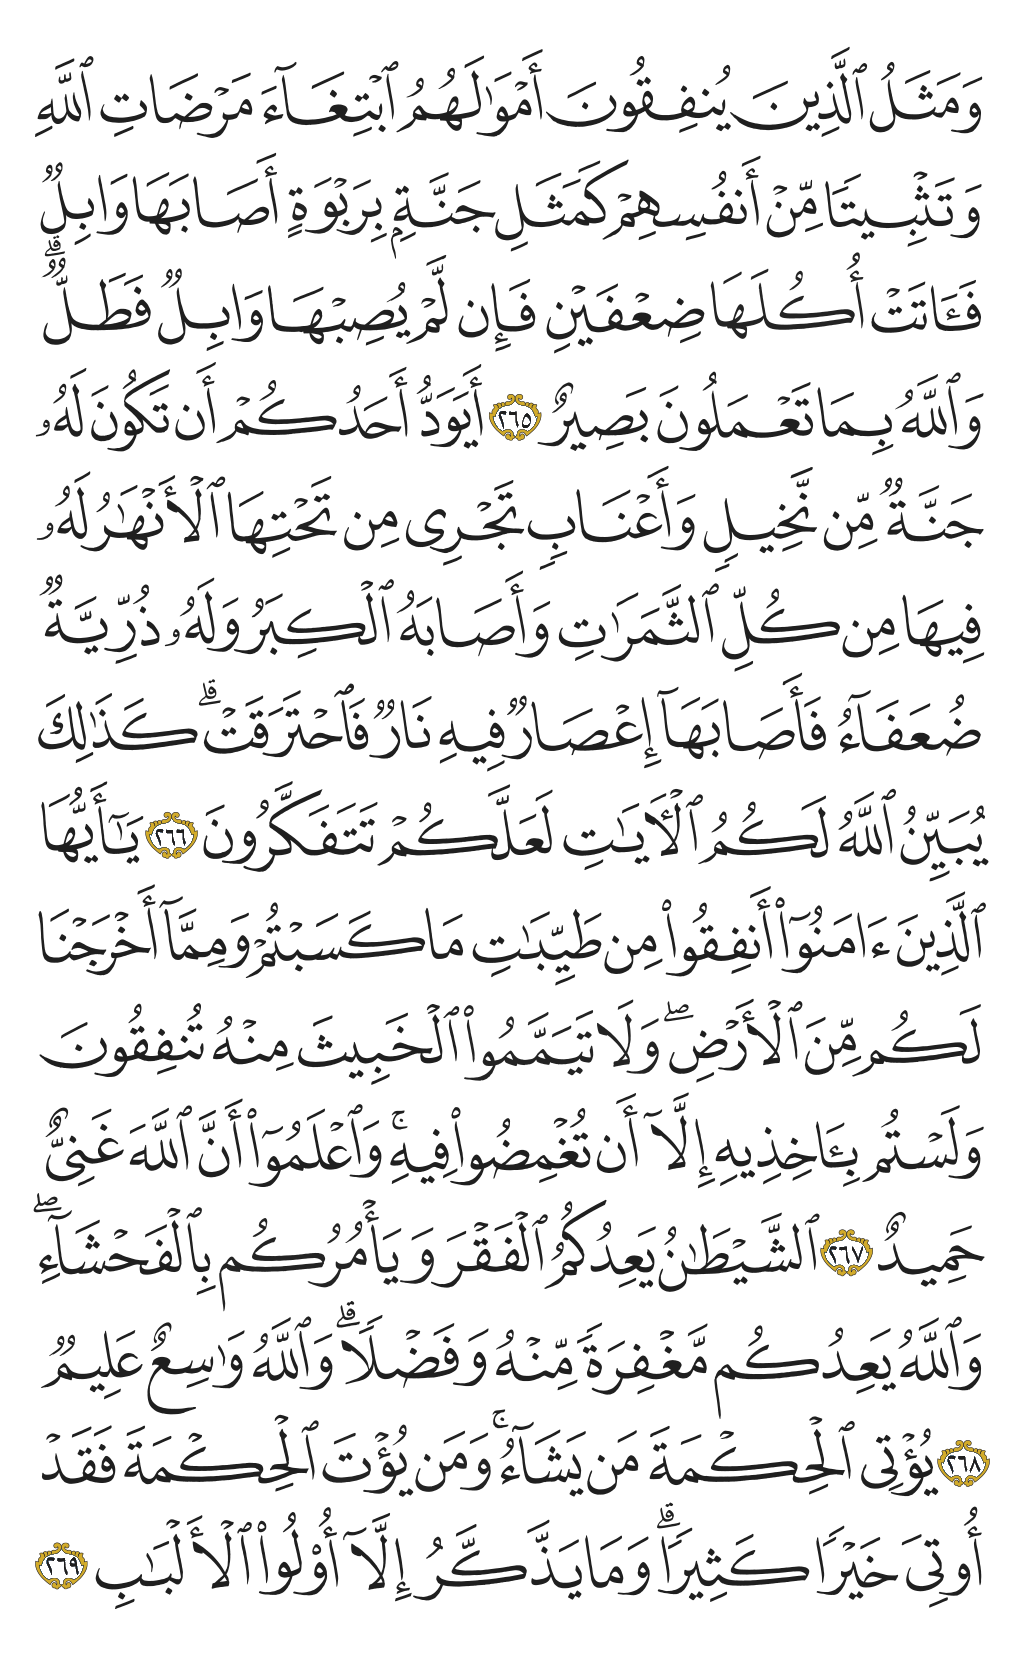 وَمَثَلُ ٱلَّذِينَ يُنفِقُونَ أَمْوَٰلَهُمُ ٱبْتِغَآءَ مَرْضَاتِ ٱللَّهِ
وَتَثْبِيتًا مِّنْ أَنفُسِهِمْ كَمَثَلِ جَنَّةٍۭ بِرَبْوَةٍ أَصَابَهَا وَابِلٌ
فَـَٔاتَتْ أُكُلَهَا ضِعْفَيْنِ فَإِن لَّمْ يُصِبْهَا وَابِلٌ فَطَلٌّ ۗ
وَٱللَّهُ بِمَا تَعْمَلُونَ بَصِيرٌ ٢٦٥ أَيَوَدُّ أَحَدُكُمْ أَن تَكُونَ لَهُۥ
جَنَّةٌ مِّن نَّخِيلٍ وَأَعْنَابٍ تَجْرِى مِن تَحْتِهَا ٱلْأَنْهَٰرُ لَهُۥ
فِيهَا مِن كُلِّ ٱلثَّمَرَٰتِ وَأَصَابَهُ ٱلْكِبَرُ وَلَهُۥ ذُرِّيَّةٌ
ضُعَفَآءُ فَأَصَابَهَآ إِعْصَارٌ فِيهِ نَارٌ فَٱحْتَرَقَتْ ۗ كَذَٰلِكَ
يُبَيِّنُ ٱللَّهُ لَكُمُ ٱلْأَيَٰتِ لَعَلَّكُمْ تَتَفَكَّرُونَ ٢٦٦ يَٰٓأَيُّهَا
ٱلَّذِينَ ءَامَنُوٓا۟ أَنفِقُوا۟ مِن طَيِّبَٰتِ مَا كَسَبْتُمْ وَمِمَّآ أَخْرَجْنَا
لَكُم مِّنَ ٱلْأَرْضِ ۖ وَلَا تَيَمَّمُوا۟ ٱلْخَبِيثَ مِنْهُ تُنفِقُونَ
وَلَسْتُم بِـَٔاخِذِيهِ إِلَّآ أَن تُغْمِضُوا۟ فِيهِ ۚ وَٱعْلَمُوٓا۟ أَنَّ ٱللَّهَ غَنِىٌّ
حَمِيدٌ ٢٦٧ ٱلشَّيْطَٰنُ يَعِدُكُمُ ٱلْفَقْرَ وَيَأْمُرُكُم بِٱلْفَحْشَآءِ ۖ
وَٱللَّهُ يَعِدُكُم مَّغْفِرَةً مِّنْهُ وَفَضْلًا ۗ وَٱللَّهُ وَٰسِعٌ عَلِيمٌ
٢٦٨ يُؤْتِى ٱلْحِكْمَةَ مَن يَشَآءُ ۚ وَمَن يُؤْتَ ٱلْحِكْمَةَ فَقَدْ
أُوتِىَ خَيْرًا كَثِيرًا ۗ وَمَا يَذَّكَّرُ إِلَّآ أُو۟لُوا۟ ٱلْأَلْبَٰبِ ٢٦٩